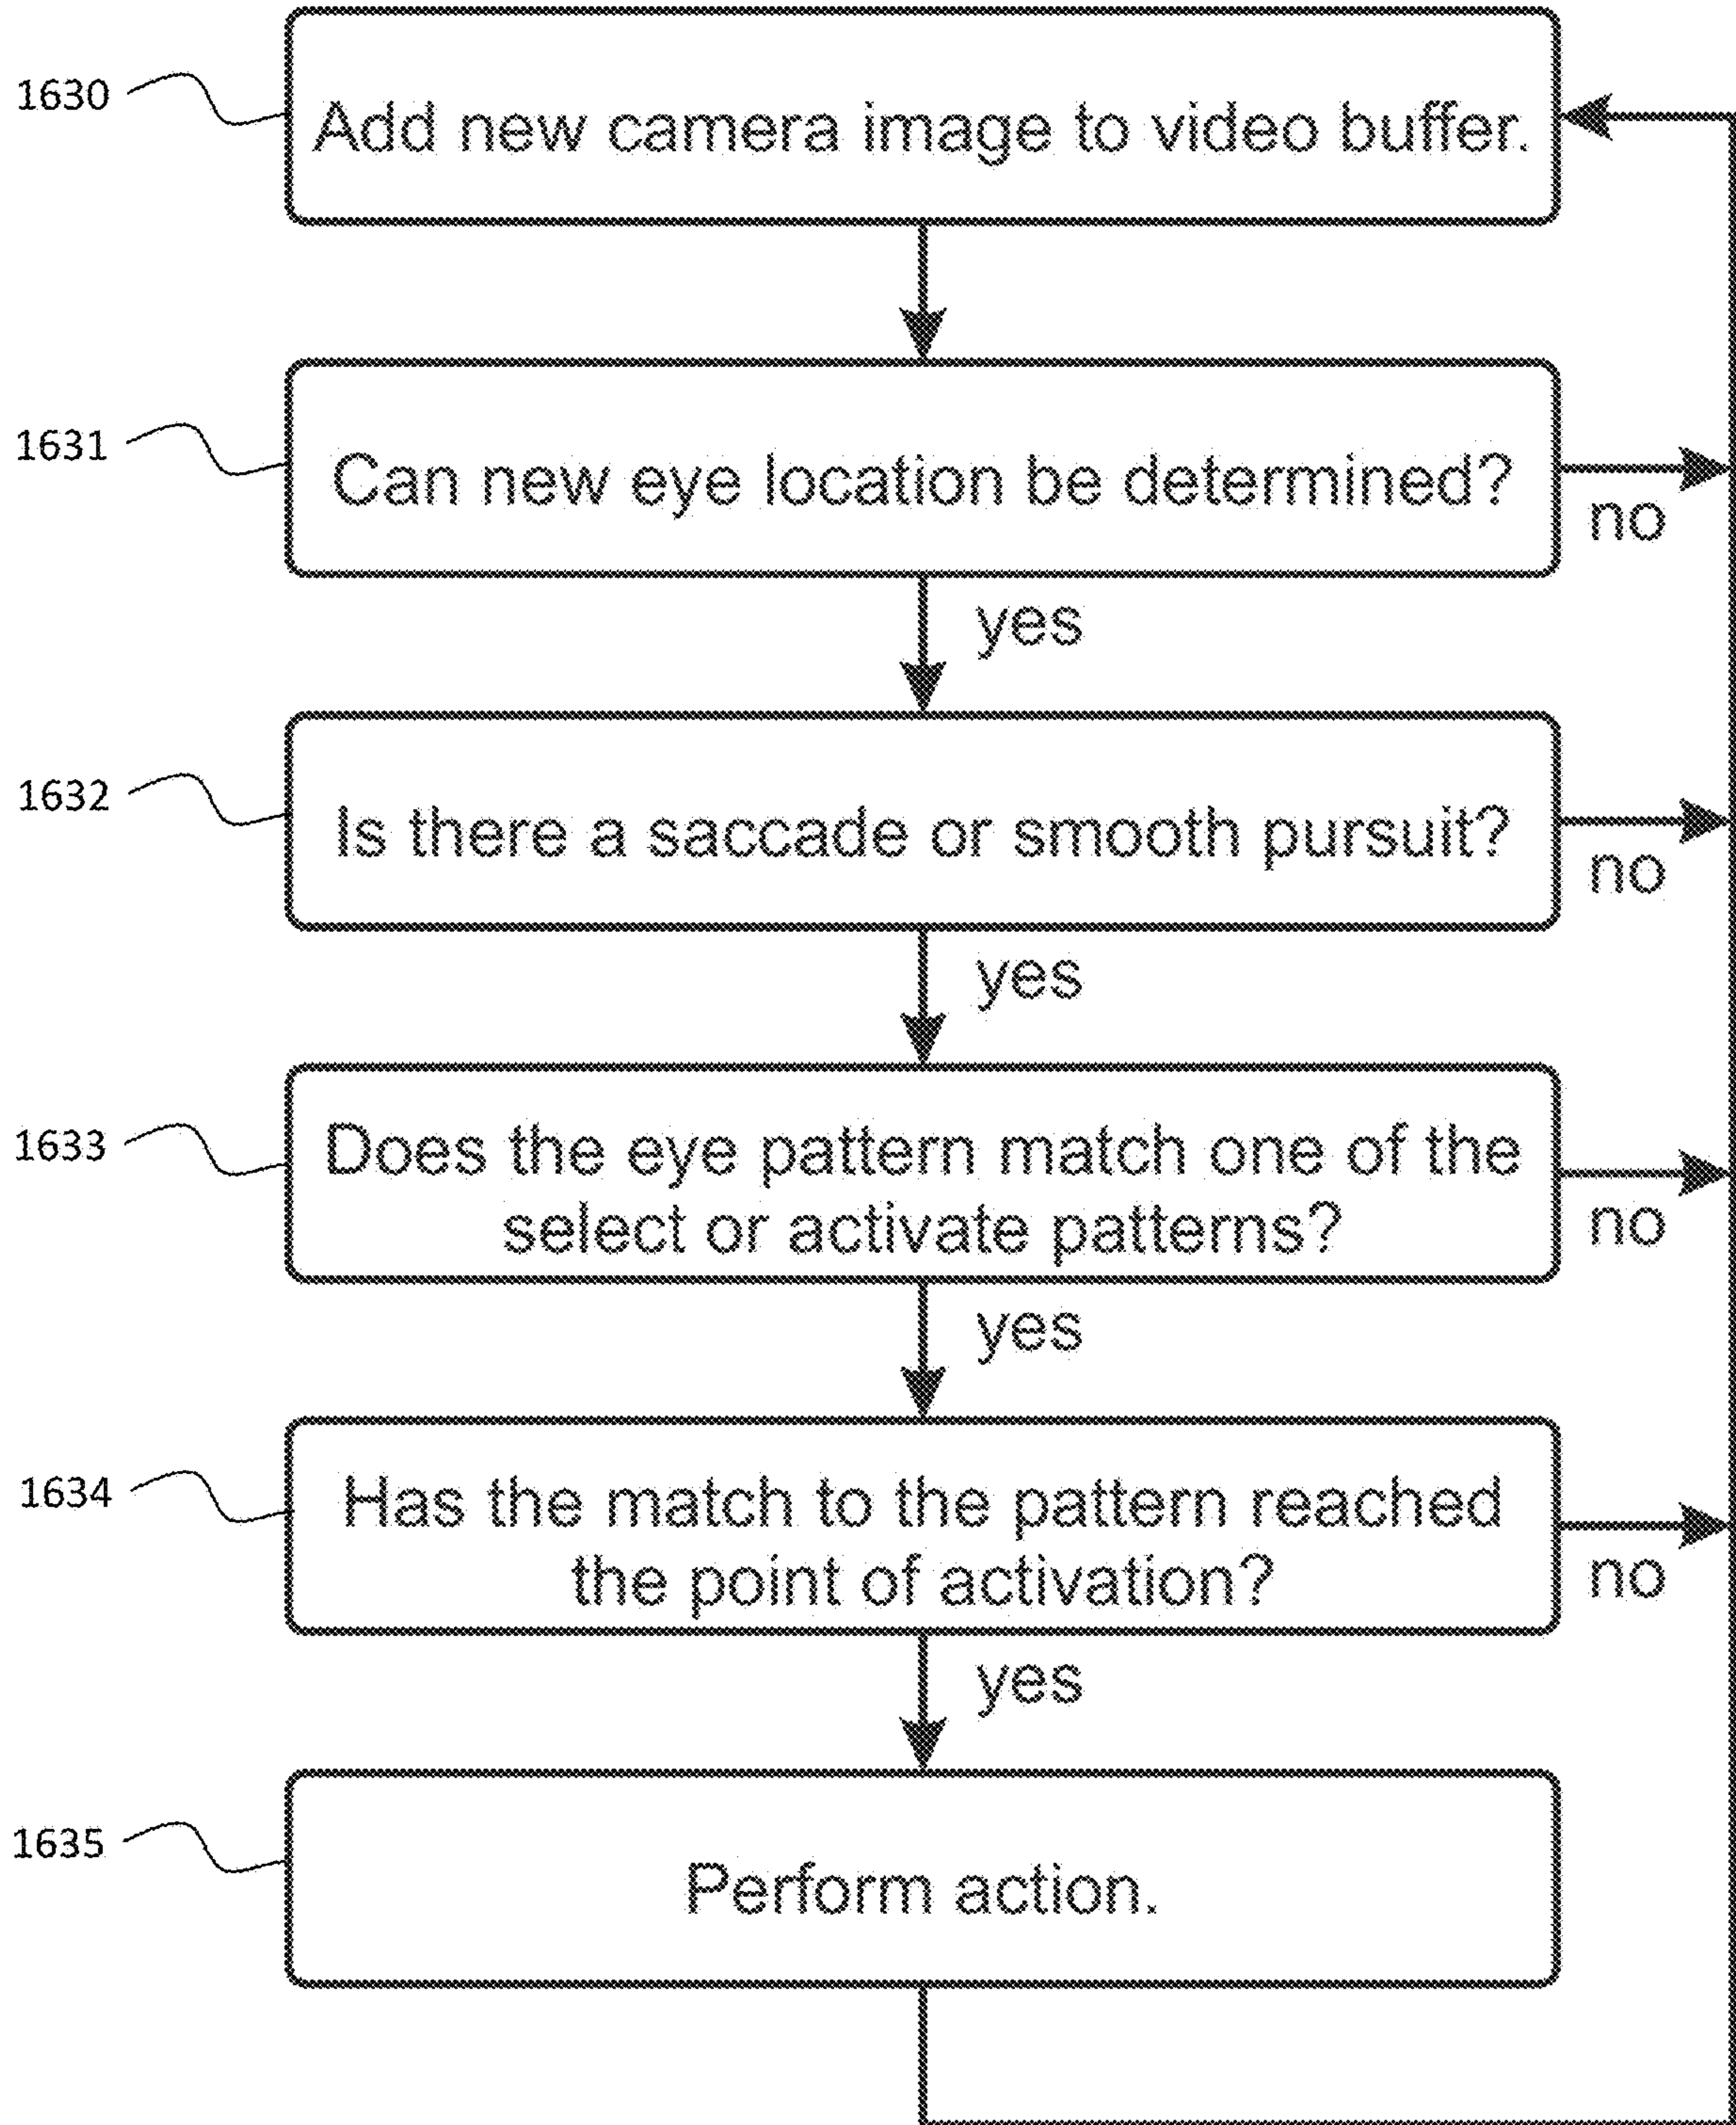 1630
Add new camera image to video buffer.
1631
Can new eye location be determined?
no
yes
1632
Is there a saccade or smooth pursuit?
no
yes
1633
Does the eye pattern match one of the
select or activate patterns?
no
yes
1634
Has the match to the pattern reached
the point of activation?
no
yes
1635
Perform action.